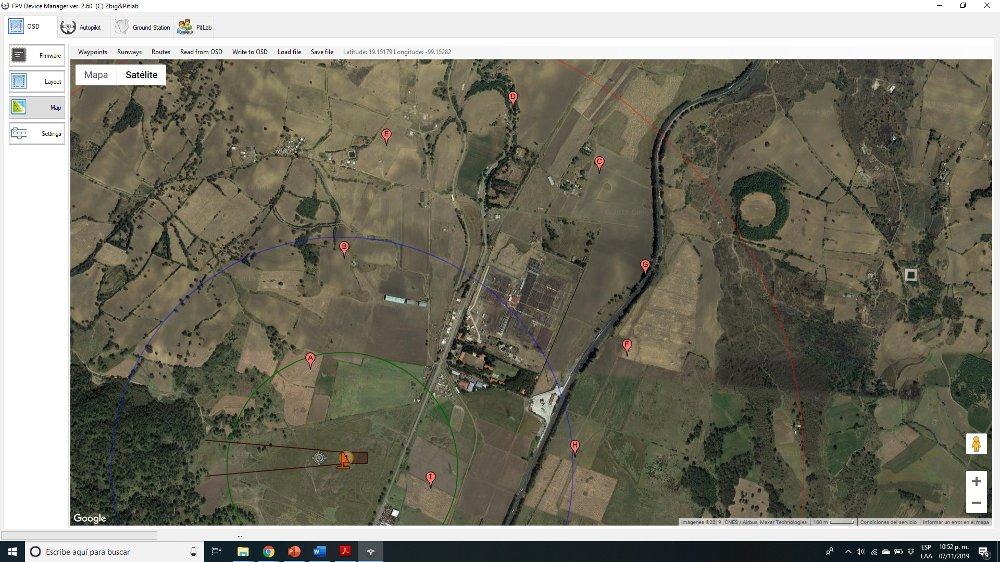 FPV Device Manager ver. 2.60 (C) Zbig&Pitlab
OSD
Autopilot
Ground Station
PitLab
Firmware
Layout
Map
Settings
Waypoints Runways Routes Read from OSD Write to OSD Load file Save file Latitude: 19.15179 Longitude: -99.15282
Mapa Satélite
D
E
C
B
G
F
A
H
I
Google
Imágenes ©2019 , CNES / Airbus, Maxar Technologies 100 m Condiciones del servicio Informar un error en el mapa
--
Escribe aquí para buscar
ESP
LAA
10:52 p. m.
07/11/2019
9